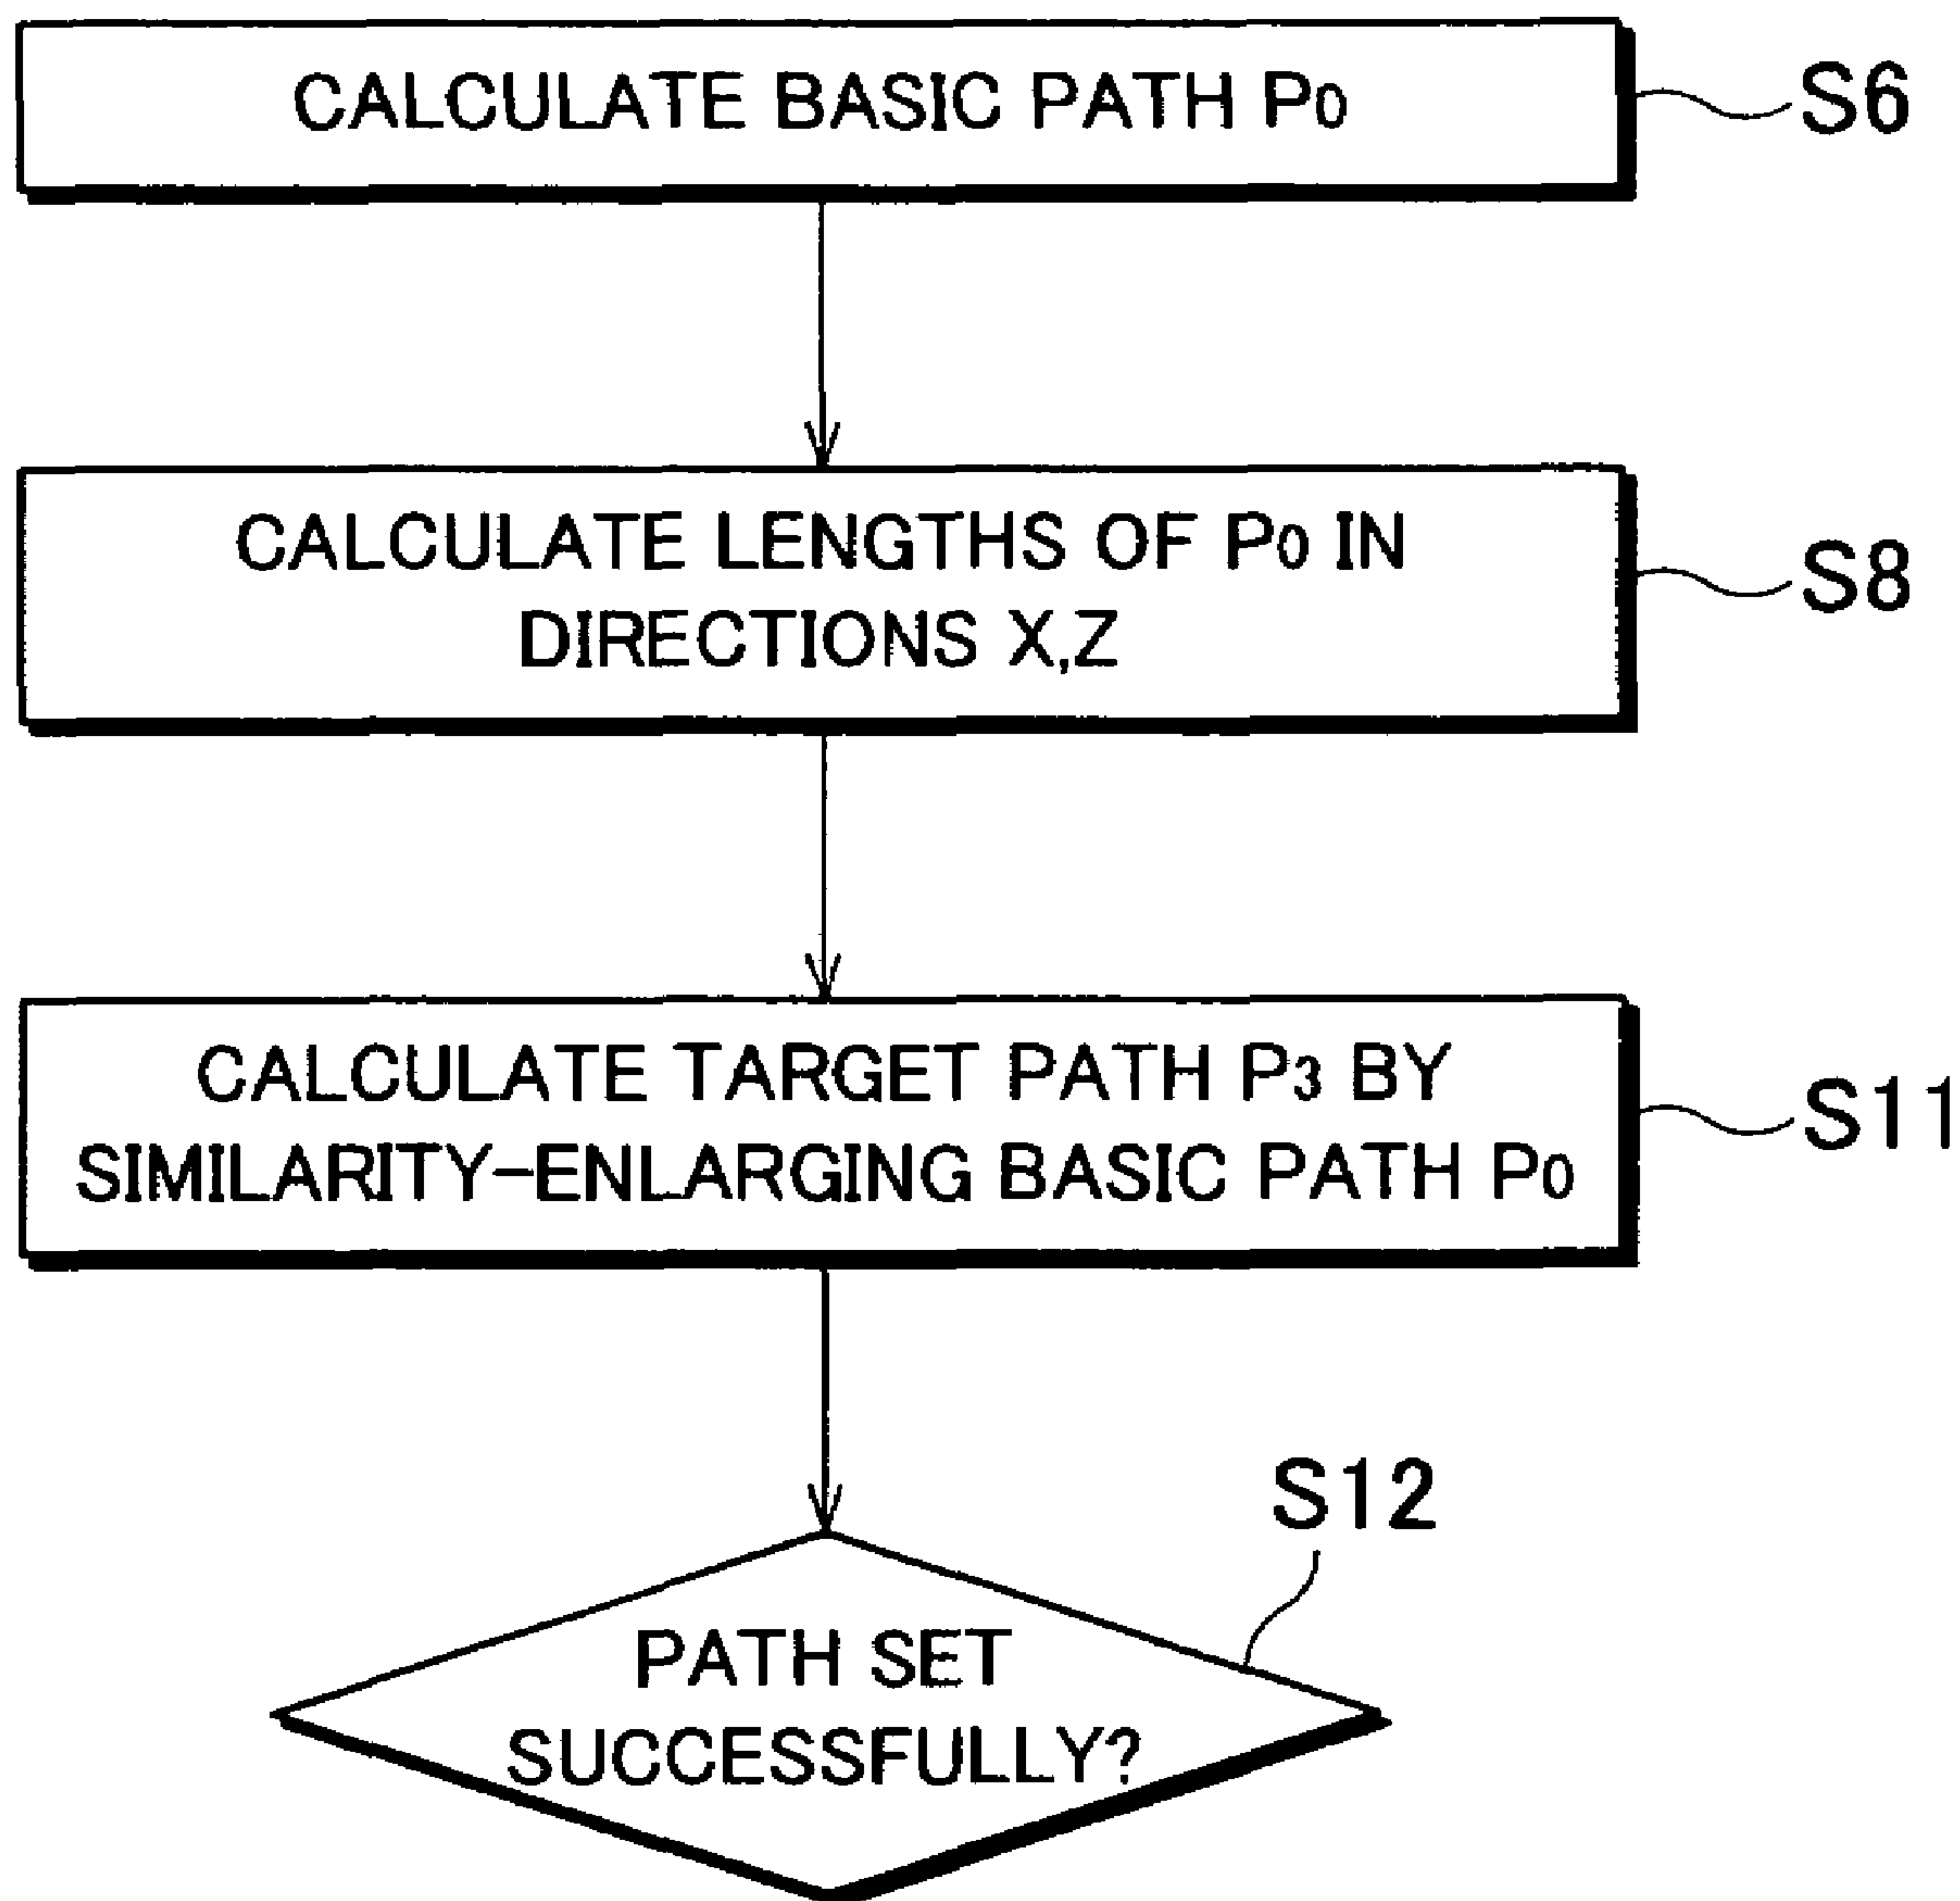 CALCULATE BASIC PATH P0
S6
CALCULATE LENGTHS OF P0 IN
DIRECTIONS X,Z
S8
CALCULATE TARGET PATH P3 BY
SIMILARITY-ENLARGING BASIC PATH P0
S11
S12
PATH SET
SUCCESSFULLY?